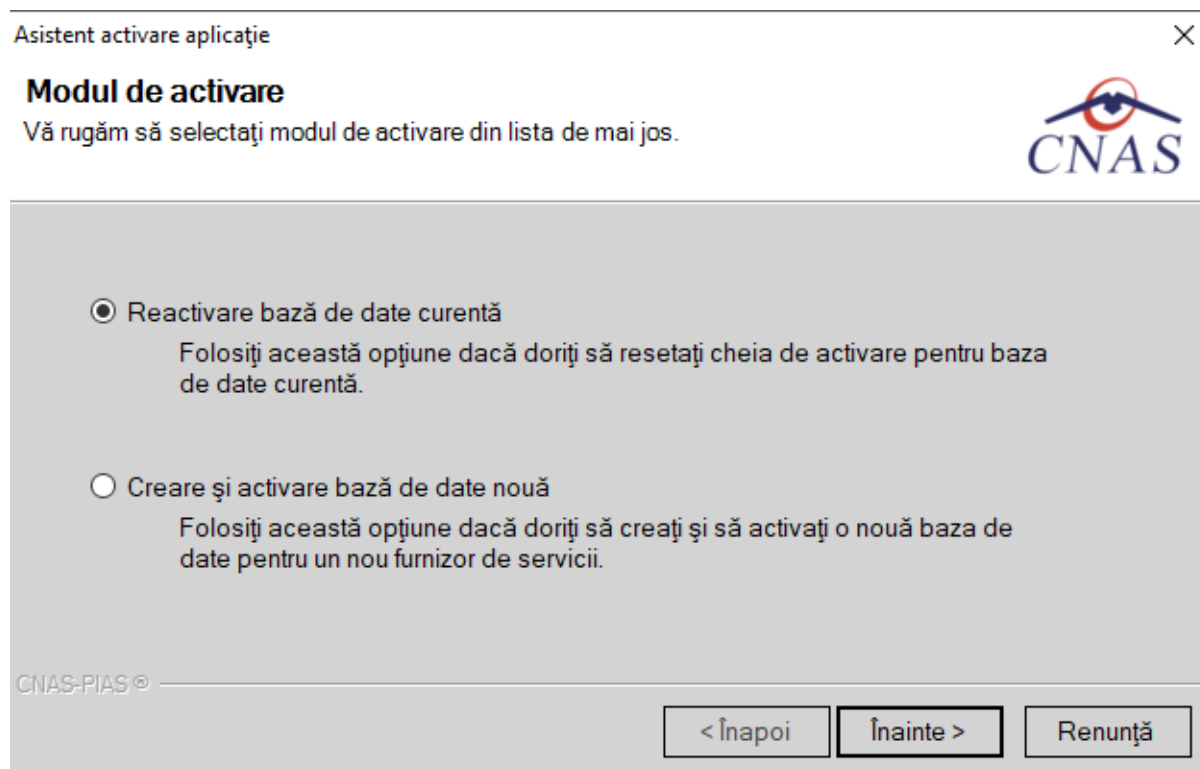 Asistent activare aplicaţie
Modul de activare
Vă rugăm să selectaţi modul de activare din lista de mai jos.
CNAS
Reactivare bază de date curentă
Folosiţi această opţiune dacă doriţi să resetaţi cheia de activare pentru baza
de date curentă.
Creare şi activare bază de date nouă
Folosiţi această opţiune dacă doriţi să creaţi şi să activaţi o nouă baza de
date pentru un nou furnizor de servicii.
CNAS-PIAS ®
< Înapoi
Înainte >
Renunţă